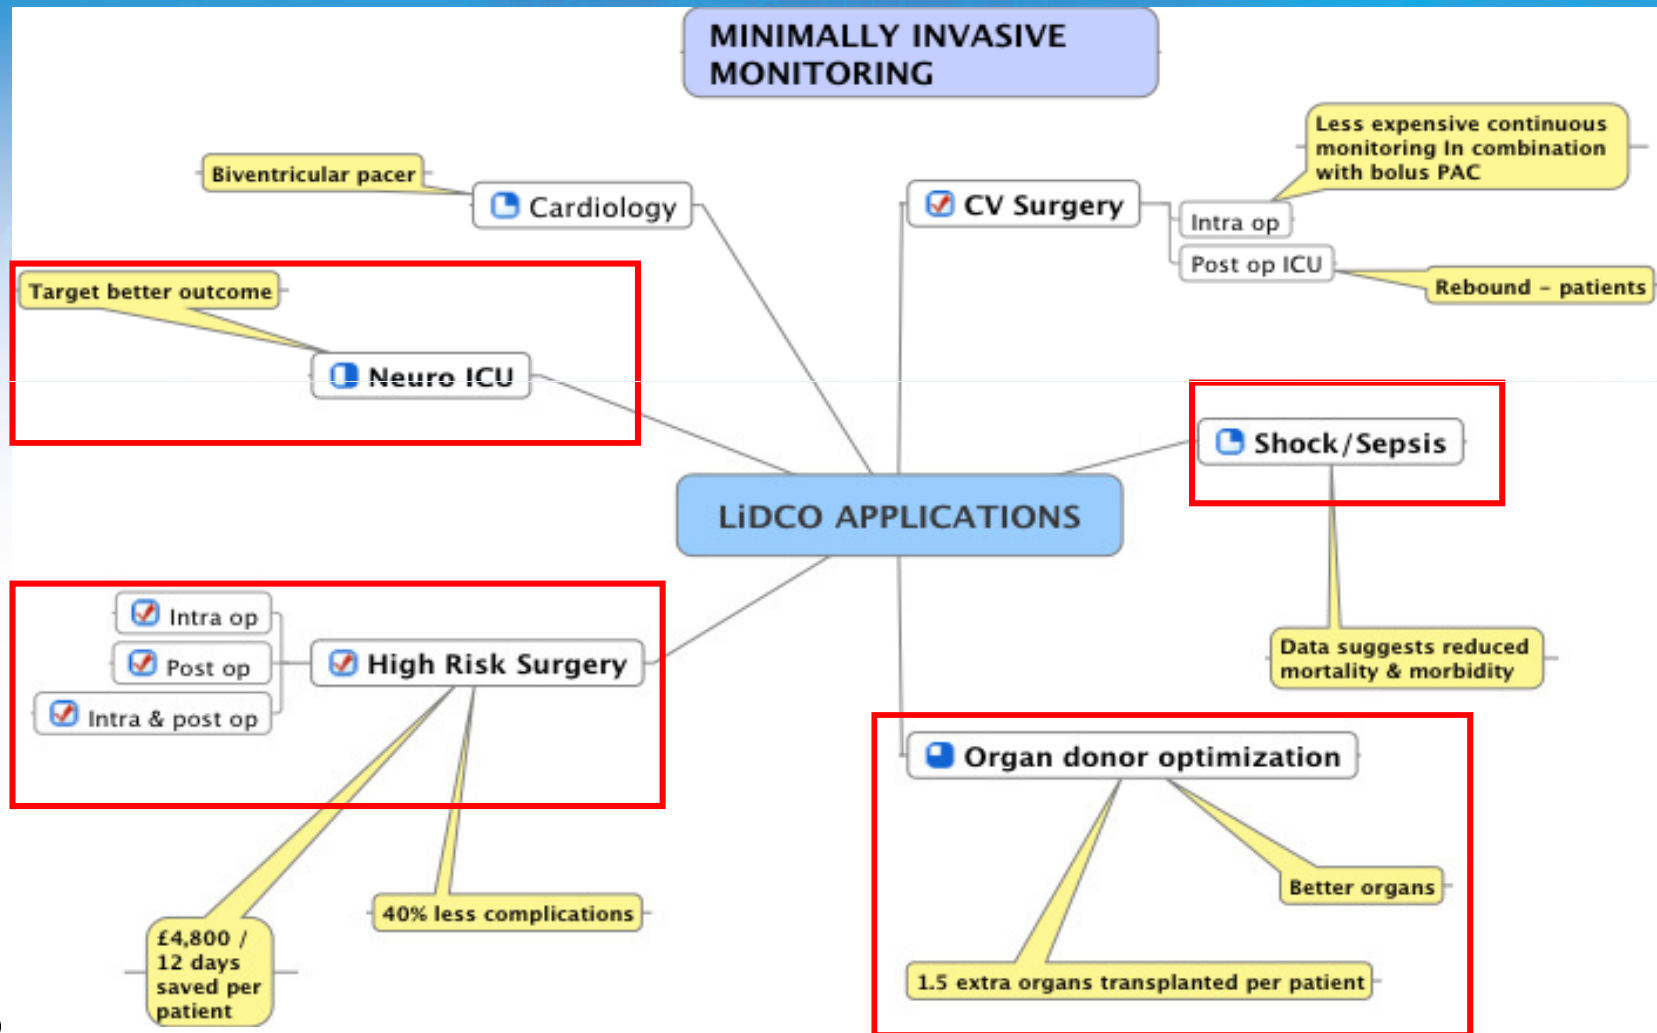 MINIMALLY INVASIVE
MONITORING
Less expensive continuous
monitoring In combination
with bolus PAC
Biventricular pacer
Cardiology
CV Surgery
Intra op
Post op ICU
Rebound – patients
Target better outcome
Neuro ICU
Shock/Sepsis
LiDCO APPLICATIONS
Intra op
Post op
Intra & post op
High Risk Surgery
Data suggests reduced
mortality & morbidity
Organ donor optimization
Better organs
40% less complications
£4,800 /
12 days
saved per
patient
1.5 extra organs transplanted per patient